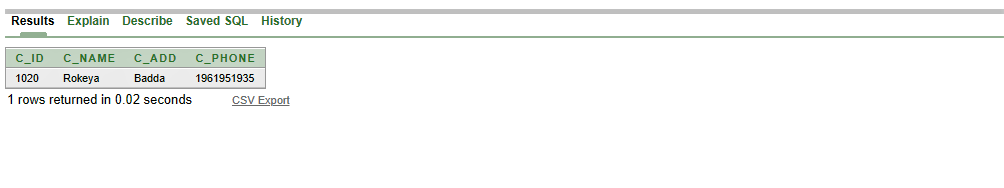 Results Explain Describe Saved SQL History
C_ID C_NAME C_ADD C_PHONE
1020 Rokeya Badda 1961951935
1 rows returned in 0.02 seconds CSV Export